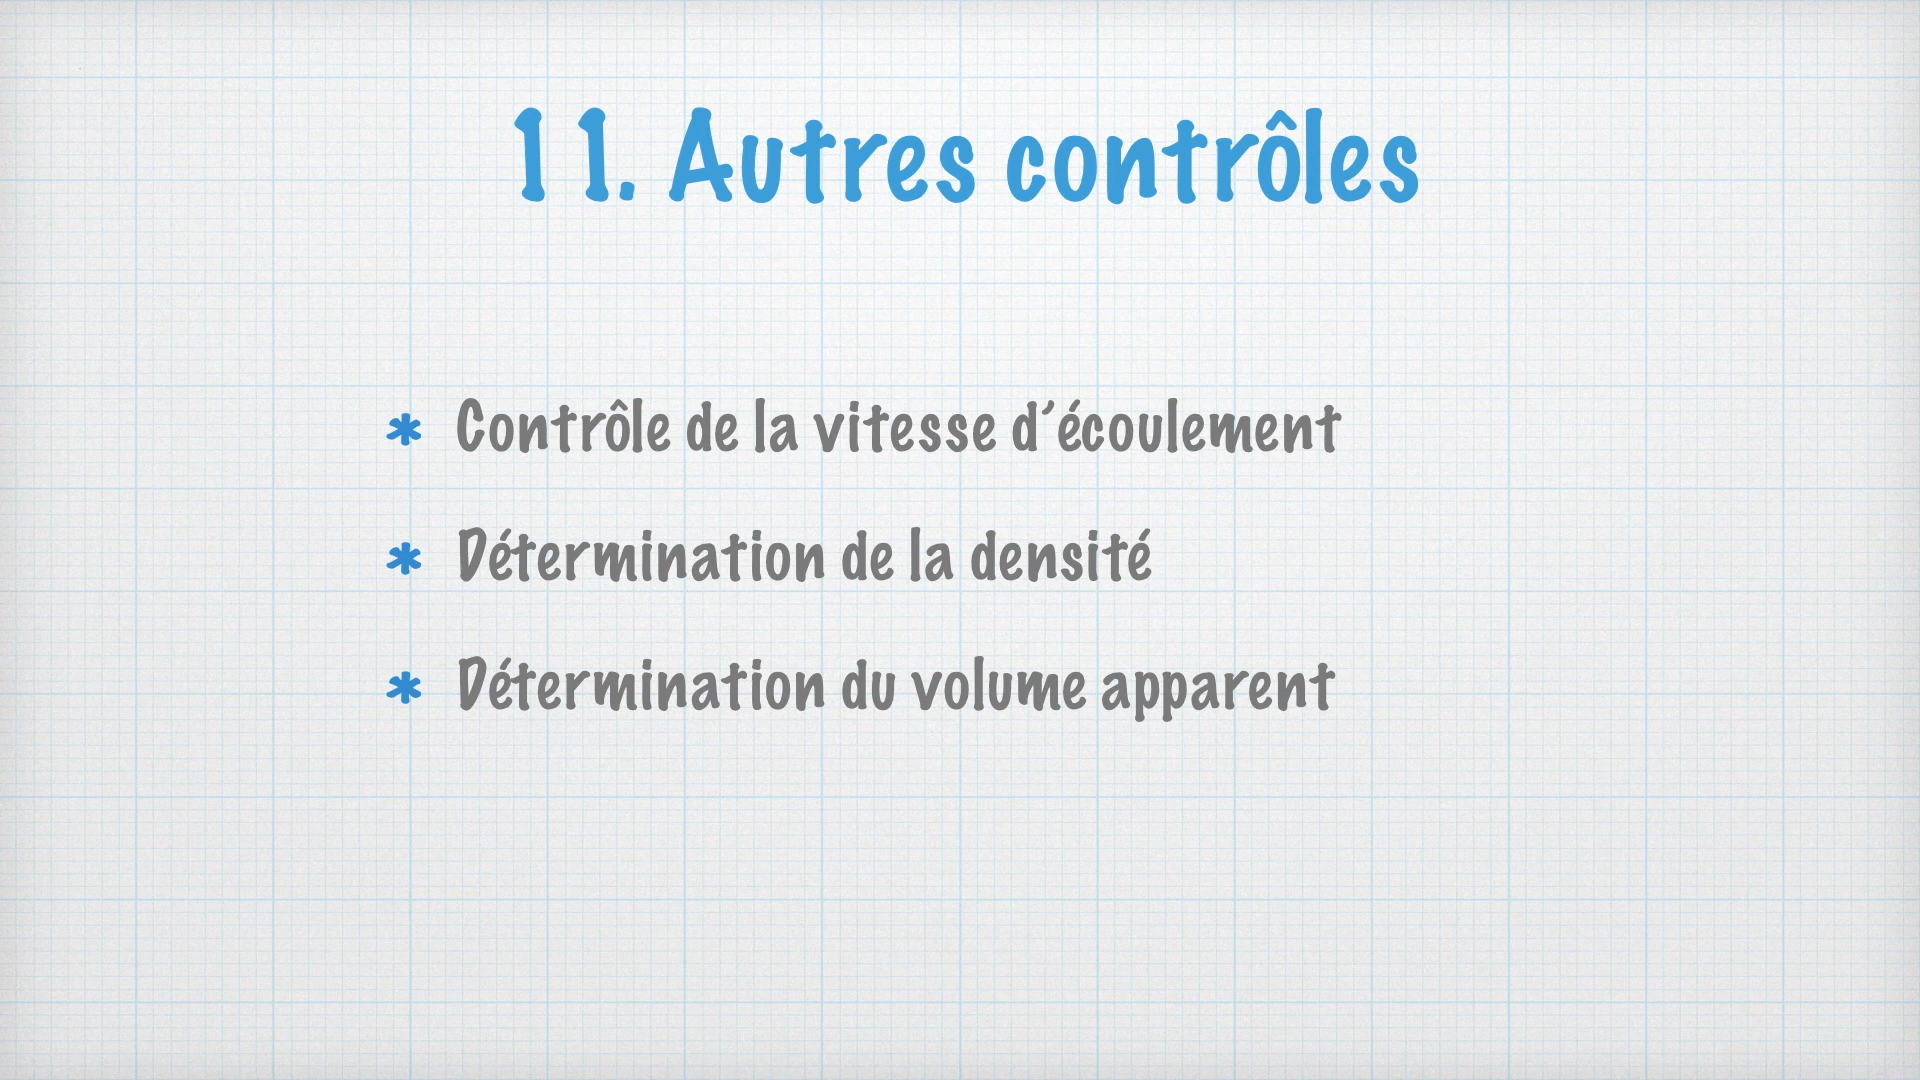 11. Autres contrôles
* Contrôle de la vitesse d’écoulement
* Détermination de la densité
* Détermination du volume apparent